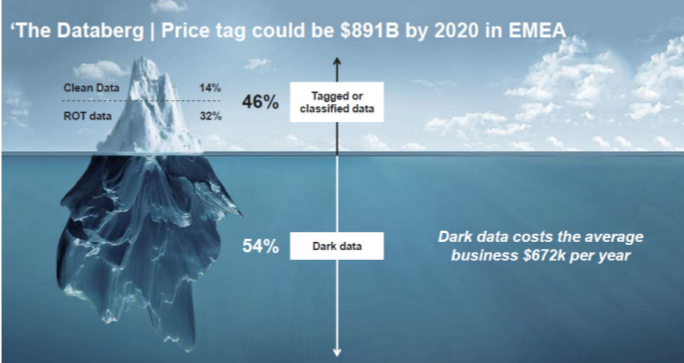 ‘The Databerg | Price tag could be $891B by 2020 in EMEA
Clean Data 14%
ROT data 32%
46%
Tagged or
classified data
54%
Dark data
Dark data costs the average
business $672k per year